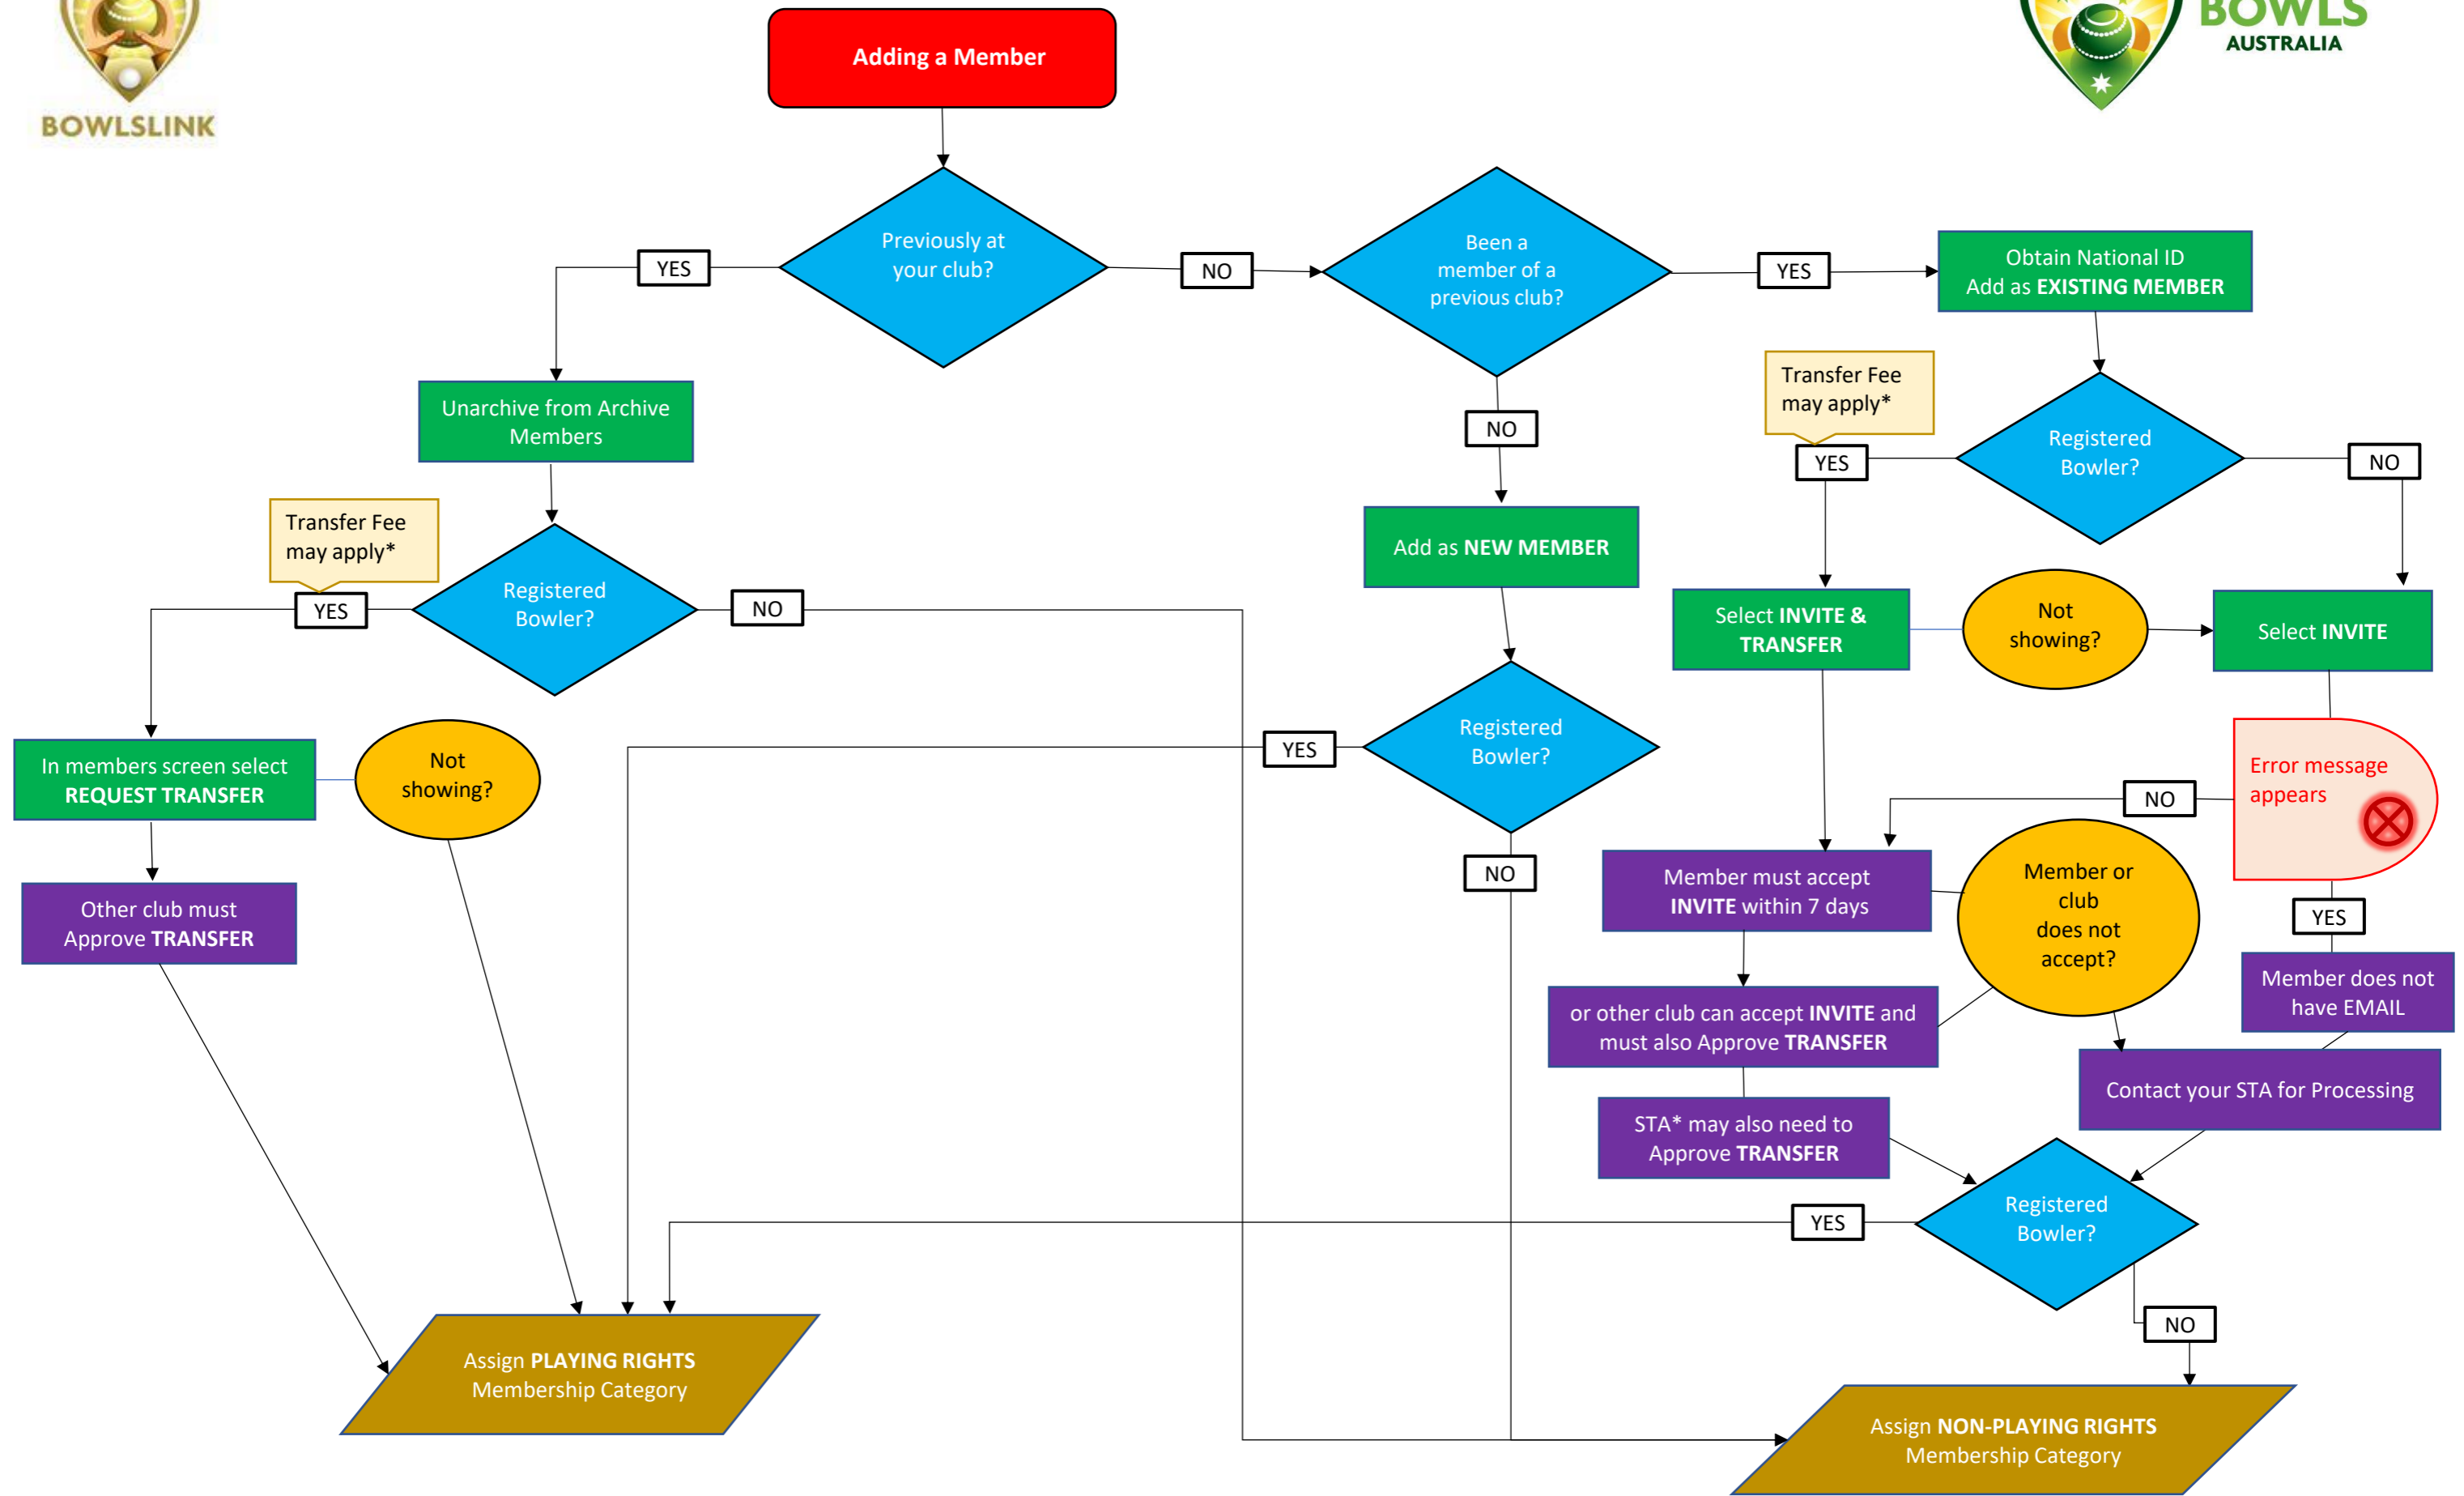 BOWLSLINK
BOWLS
AUSTRALIA
Adding a Member
Previously at
your club?
YES
NO
Been a
member of a
previous club?
YES
Obtain National ID
Add as EXISTING MEMBER
Unarchive from Archive
Members
NO
Transfer Fee
may apply*
YES
Registered
Bowler?
NO
Transfer Fee
may apply*
YES
Registered
Bowler?
NO
Add as NEW MEMBER
Select INVITE &
TRANSFER
Not
showing?
Select INVITE
In members screen select
REQUEST TRANSFER
Not
showing?
YES
Registered
Bowler?
NO
Error message
appears
NO
YES
Other club must
Approve TRANSFER
Member must accept
INVITE within 7 days
Member or
club
does not
accept?
Member does not
have EMAIL
or other club can accept INVITE and
must also Approve TRANSFER
Contact your STA for Processing
STA* may also need to
Approve TRANSFER
YES
Registered
Bowler?
NO
Assign PLAYING RIGHTS
Membership Category
Assign NON-PLAYING RIGHTS
Membership Category